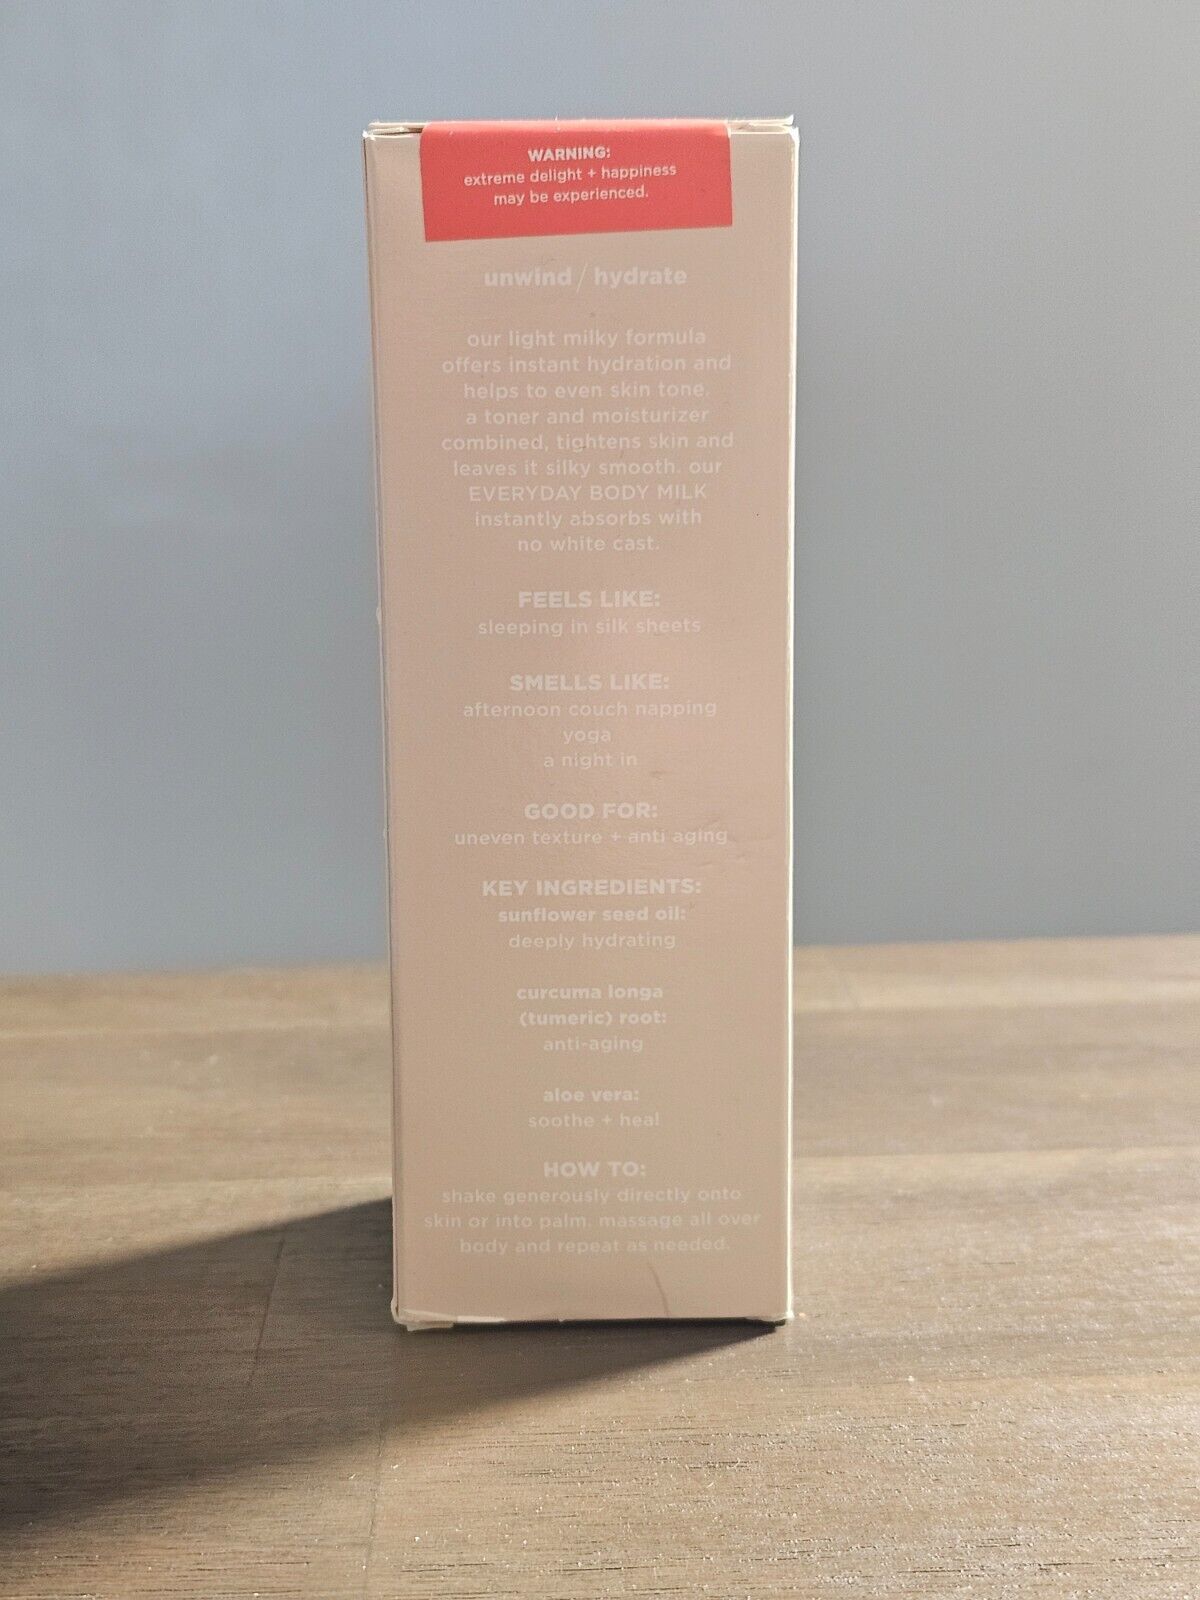 WARNING:
extreme delight + happiness
may be experienced.
unwind / hydrate
our light milky formula
offers instant hydration and
helps to even skin tone.
a toner and moisturizer
combined, tightens skin and
leaves it silky smooth. our
EVERYDAY BODY MILK
instantly absorbs with
no white cast.
FEELS LIKE:
sleeping in silk sheets
SMELLS LIKE:
afternoon couch napping
yoga
a night in
GOOD FOR:
uneven texture + anti aging
KEY INGREDIENTS:
sunflower seed oil:
deeply hydrating
curcuma longa
(tumeric) root:
anti-aging
aloe vera:
soothe + heal
HOW TO:
shake generously directly onto
skin or into palm. massage all over
body and repeat as needed.